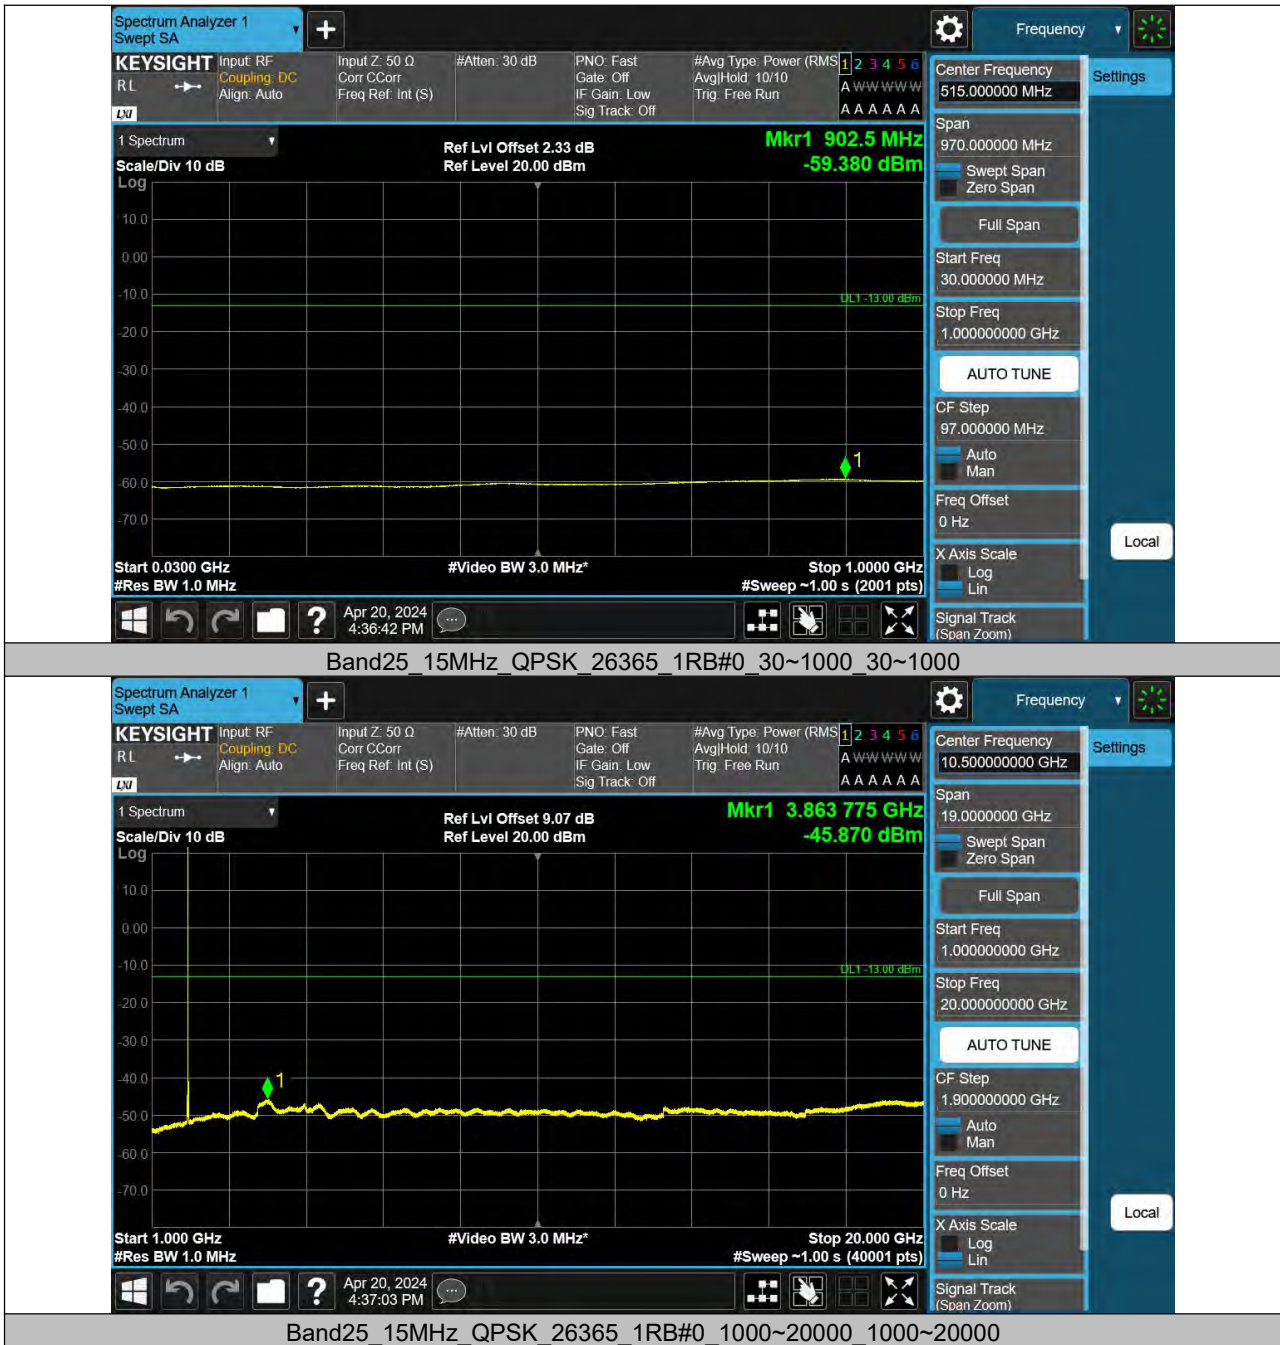 Spectrum Analyzer 1
Swept SA
Frequency
KEYSIGHT
RL
LXI
Input: RF
Coupling: DC
Align: Auto
Input Z: 50 Ω
Corr CCorr
Freq Ref: Int (S)
#Atten: 30 dB
PNO: Fast
Gate: Off
IF Gain: Low
Sig Track: Off
#Avg Type: Power (RMS
Avg|Hold: 10/10
Trig: Free Run
1 2 3 4 5 6
A W W W W W
A A A A A A
1 Spectrum
Scale/Div 10 dB
Ref Lvl Offset 2.33 dB
Ref Level 20.00 dBm
Mkr1 902.5 MHz
-59.380 dBm
Log
10.0
0.00
-10.0
-20.0
-30.0
-40.0
-50.0
-60.0
-70.0
DL1 -13.00 dBm
1
Start 0.0300 GHz
#Res BW 1.0 MHz
#Video BW 3.0 MHz*
Stop 1.0000 GHz
#Sweep ~1.00 s (2001 pts)
?
Apr 20, 2024
4:36:42 PM
Center Frequency
515.000000 MHz
Span
970.000000 MHz
Swept Span
Zero Span
Full Span
Start Freq
30.000000 MHz
Stop Freq
1.000000000 GHz
AUTO TUNE
CF Step
97.000000 MHz
Auto
Man
Freq Offset
0 Hz
X Axis Scale
Log
Lin
Signal Track
(Span Zoom)
Settings
Local
Band25_15MHz_QPSK_26365_1RB#0_30~1000_30~1000
Spectrum Analyzer 1
Swept SA
Frequency
KEYSIGHT
RL
LXI
Input: RF
Coupling: DC
Align: Auto
Input Z: 50 Ω
Corr CCorr
Freq Ref: Int (S)
#Atten: 30 dB
PNO: Fast
Gate: Off
IF Gain: Low
Sig Track: Off
#Avg Type: Power (RMS
Avg|Hold: 10/10
Trig: Free Run
1 2 3 4 5 6
A W W W W W
A A A A A A
1 Spectrum
Scale/Div 10 dB
Ref Lvl Offset 9.07 dB
Ref Level 20.00 dBm
Mkr1 3.863 775 GHz
-45.870 dBm
Log
10.0
0.00
-10.0
-20.0
-30.0
-40.0
-50.0
-60.0
-70.0
DL1 -13.00 dBm
1
Start 1.000 GHz
#Res BW 1.0 MHz
#Video BW 3.0 MHz*
Stop 20.000 GHz
#Sweep ~1.00 s (40001 pts)
?
Apr 20, 2024
4:37:03 PM
Center Frequency
10.500000000 GHz
Span
19.0000000 GHz
Swept Span
Zero Span
Full Span
Start Freq
1.000000000 GHz
Stop Freq
20.000000000 GHz
AUTO TUNE
CF Step
1.900000000 GHz
Auto
Man
Freq Offset
0 Hz
X Axis Scale
Log
Lin
Signal Track
(Span Zoom)
Settings
Local
Band25_15MHz_QPSK_26365_1RB#0_1000~20000_1000~20000